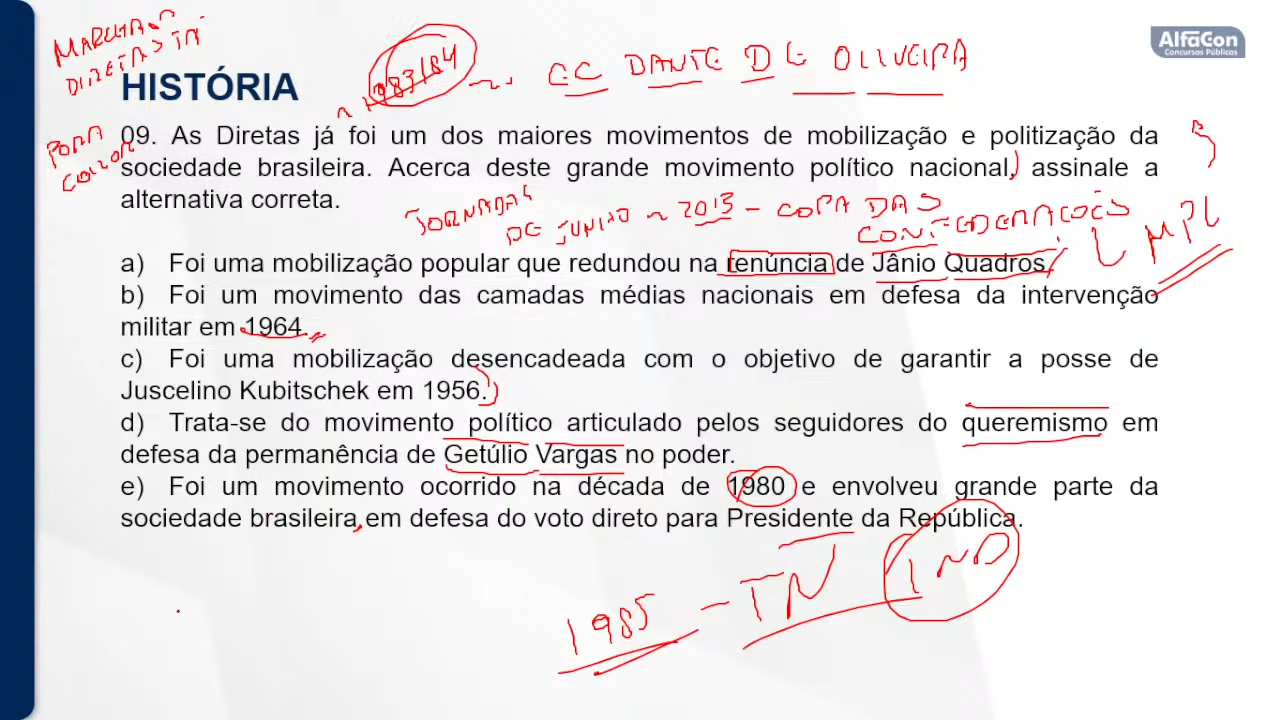 MARCHA
DIRETAS JÁ
1983/84 ~. EC DANTE DE OLIVEIRA
AlfaCon
Concursos Públicos
HISTÓRIA
FORA
COLLOR
09. As Diretas já foi um dos maiores movimentos de mobilização e politização da
sociedade brasileira. Acerca deste grande movimento político nacional, assinale a
alternativa correta.
JORNADAS
DE JUNHO ~ 2013 - COPA DAS
CONFEDERAÇÕES
MPL
a) Foi uma mobilização popular que redundou na renúncia de Jânio Quadros.
b) Foi um movimento das camadas médias nacionais em defesa da intervenção
militar em 1964.
c) Foi uma mobilização desencadeada com o objetivo de garantir a posse de
Juscelino Kubitschek em 1956.
d) Trata-se do movimento político articulado pelos seguidores do queremismo em
defesa da permanência de Getúlio Vargas no poder.
e) Foi um movimento ocorrido na década de 1980 e envolveu grande parte da
sociedade brasileira em defesa do voto direto para Presidente da República.
1985 - TN IND